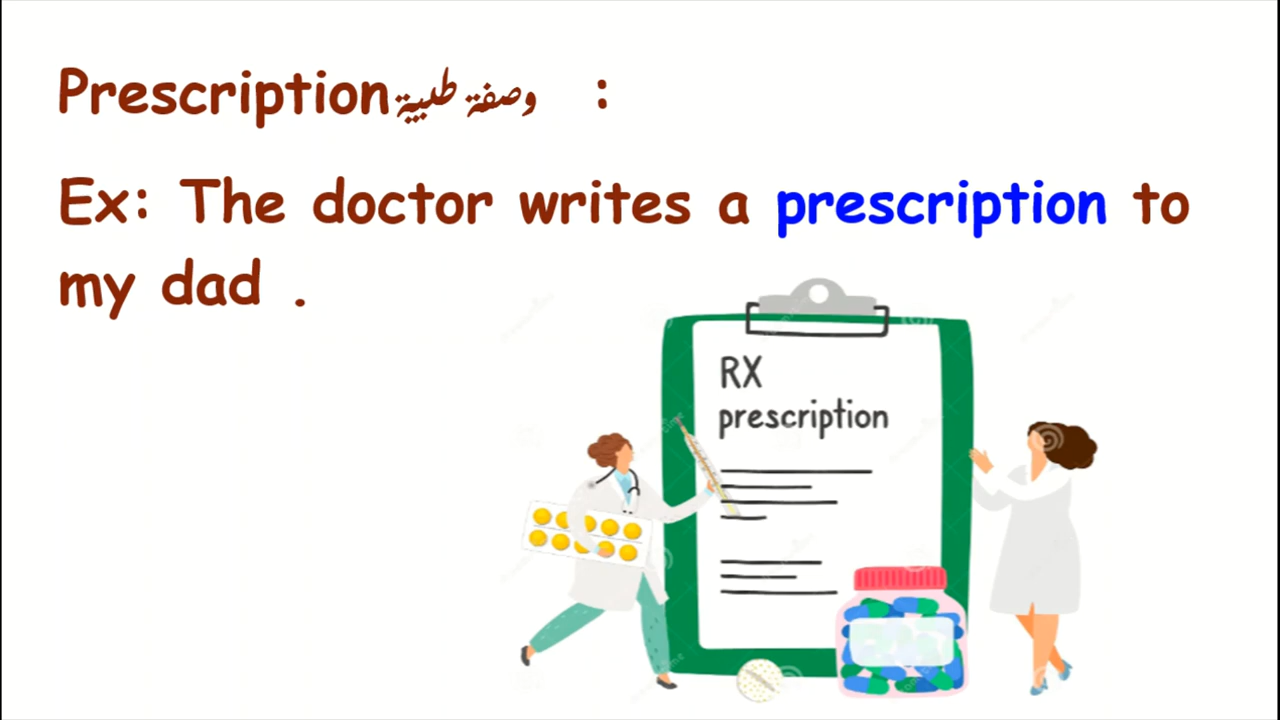 Prescription وصفة طبية :
Ex: The doctor writes a prescription to
my dad .
RX
prescription